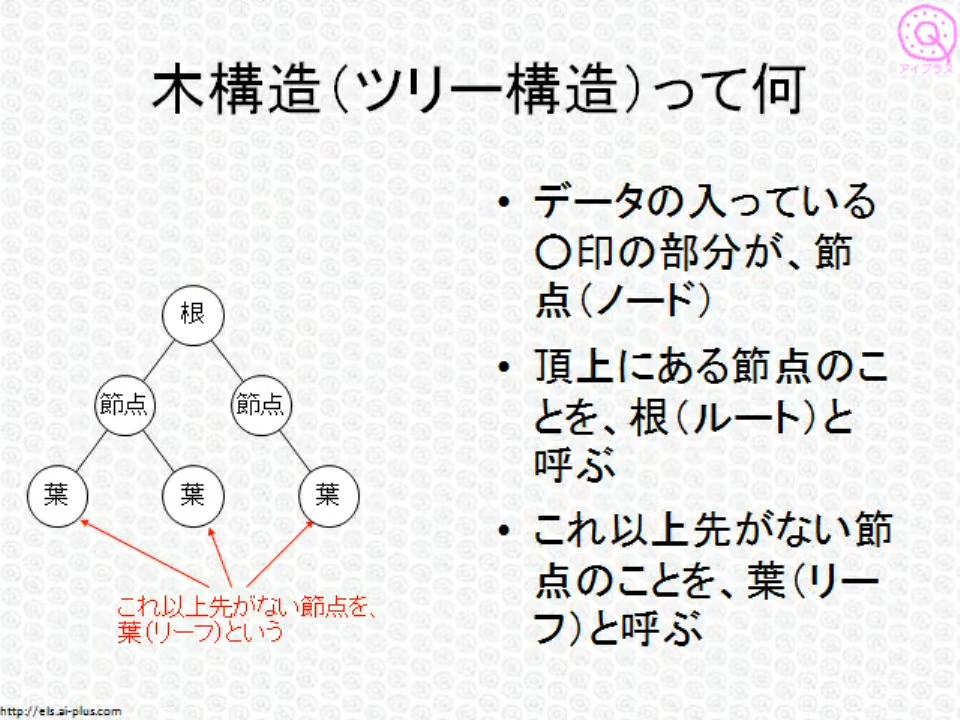 アイプラス
木構造（ツリー構造）って何
• データの入っている
〇印の部分が、節
点（ノード）
• 頂上にある節点のこ
とを、根（ルート）と
呼ぶ
• これ以上先がない節
点のことを、葉（リー
フ）と呼ぶ
根
節点 節点
葉 葉 葉
これ以上先がない節点を、
葉（リーフ）という
http://els.ai-plus.com